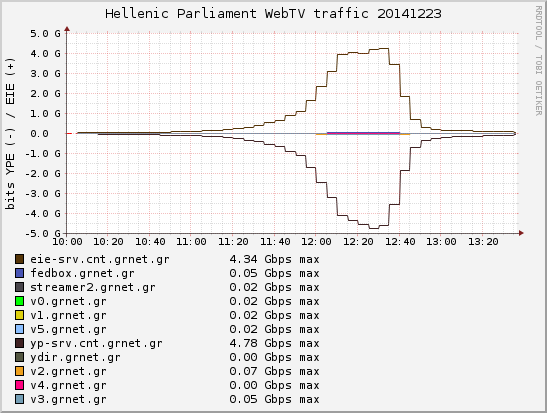 Hellenic Parliament WebTV traffic 20141223
RRDTOOL / TOBI OETIKER
bits YPE (-) / EIE (+)
5.0 G
4.0 G
3.0 G
2.0 G
1.0 G
0.0
-1.0 G
-2.0 G
-3.0 G
-4.0 G
-5.0 G
10:00 10:20 10:40 11:00 11:20 11:40 12:00 12:20 12:40 13:00 13:20
eie-srv.cnt.grnet.gr 4.34 Gbps max
fedbox.grnet.gr 0.05 Gbps max
streamer2.grnet.gr 0.02 Gbps max
v0.grnet.gr 0.02 Gbps max
v1.grnet.gr 0.02 Gbps max
v5.grnet.gr 0.02 Gbps max
yp-srv.cnt.grnet.gr 4.78 Gbps max
ydir.grnet.gr 0.00 Gbps max
v2.grnet.gr 0.07 Gbps max
v4.grnet.gr 0.00 Gbps max
v3.grnet.gr 0.05 Gbps max